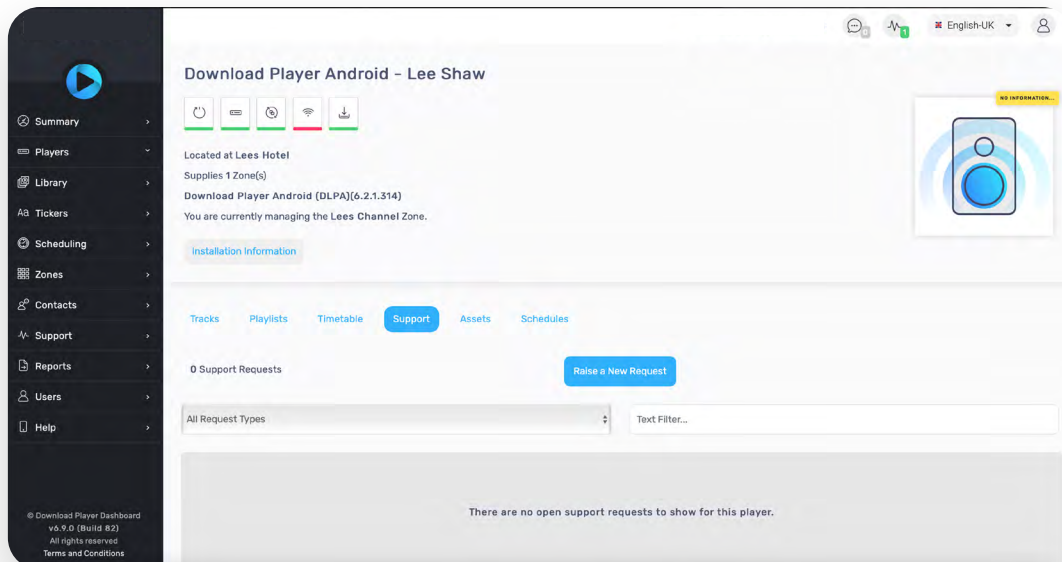 0
1
English-UK
Download Player Android - Lee Shaw
NO INFORMATION...
Located at Lees Hotel
Supplies 1 Zone(s)
Download Player Android (DLPA)(6.2.1.314)
You are currently managing the Lees Channel Zone.
Installation Information
Summary
Players
Library
Aa Tickers
Scheduling
Zones
Contacts
Support
Reports
Users
Help
© Download Player Dashboard
v6.9.0 (Build 82)
All rights reserved
Terms and Conditions
Tracks Playlists Timetable Support Assets Schedules
0 Support Requests
Raise a New Request
All Request Types
Text Filter...
There are no open support requests to show for this player.